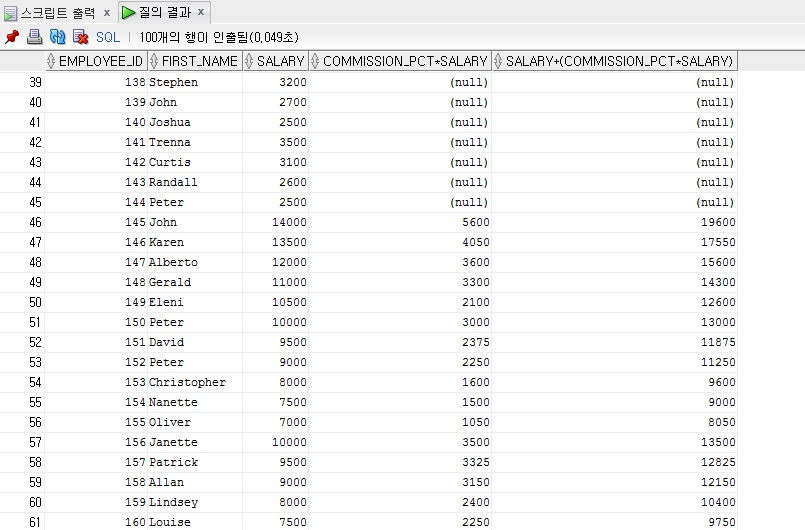 스크립트 출력 x 질의 결과 x
SQL | 100개의 행이 인출됨(0,049초)
EMPLOYEE_ID FIRST_NAME SALARY COMMISSION_PCT*SALARY SALARY+(COMMISSION_PCT*SALARY)
39 138 Stephen 3200 (null) (null)
40 139 John 2700 (null) (null)
41 140 Joshua 2500 (null) (null)
42 141 Trenna 3500 (null) (null)
43 142 Curtis 3100 (null) (null)
44 143 Randall 2600 (null) (null)
45 144 Peter 2500 (null) (null)
46 145 John 14000 5600 19600
47 146 Karen 13500 4050 17550
48 147 Alberto 12000 3600 15600
49 148 Gerald 11000 3300 14300
50 149 Eleni 10500 2100 12600
51 150 Peter 10000 3000 13000
52 151 David 9500 2375 11875
53 152 Peter 9000 2250 11250
54 153 Christopher 8000 1600 9600
55 154 Nanette 7500 1500 9000
56 155 Oliver 7000 1050 8050
57 156 Janette 10000 3500 13500
58 157 Patrick 9500 3325 12825
59 158 Allan 9000 3150 12150
60 159 Lindsey 8000 2400 10400
61 160 Louise 7500 2250 9750